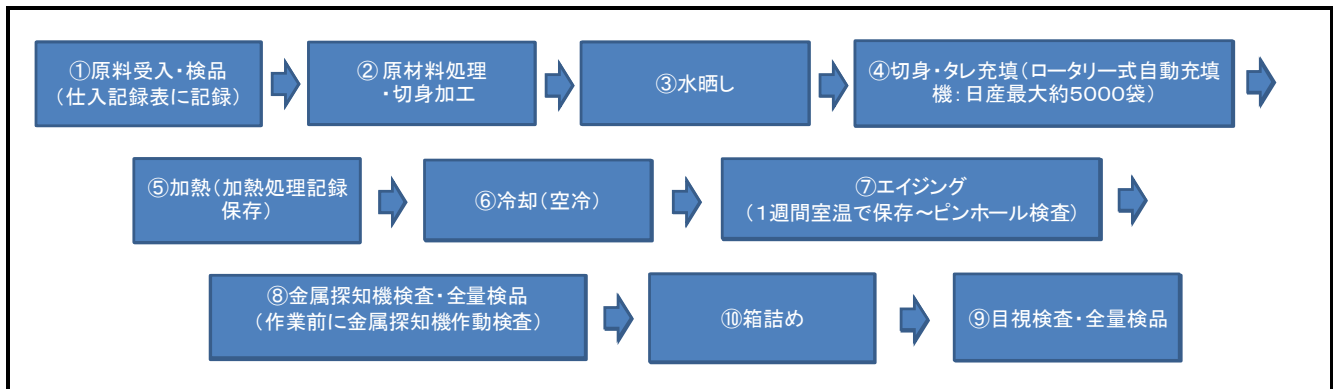 ①原料受入・検品
（仕入記録表に記録）
②原材料処理
・切身加工
③水晒し
④切身・タレ充填（ロータリー式自動充填
機：日産最大約５０００袋）
⑤加熱（加熱処理記録
保存）
⑥冷却（空冷）
⑦エイジング
（１週間室温で保存～ピンホール検査）
⑧金属探知機検査・全量検品
（作業前に金属探知機作動検査）
⑩箱詰め
⑨目視検査・全量検品